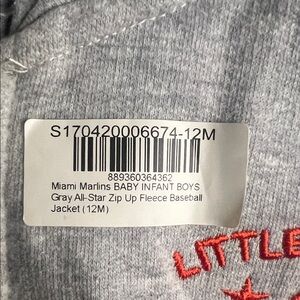 S170420006674-12M
889360364362
Miami Marlins BABY INFANT BOYS
Gray All-Star Zip Up Fleece Baseball
Jacket (12M)
LITTLE